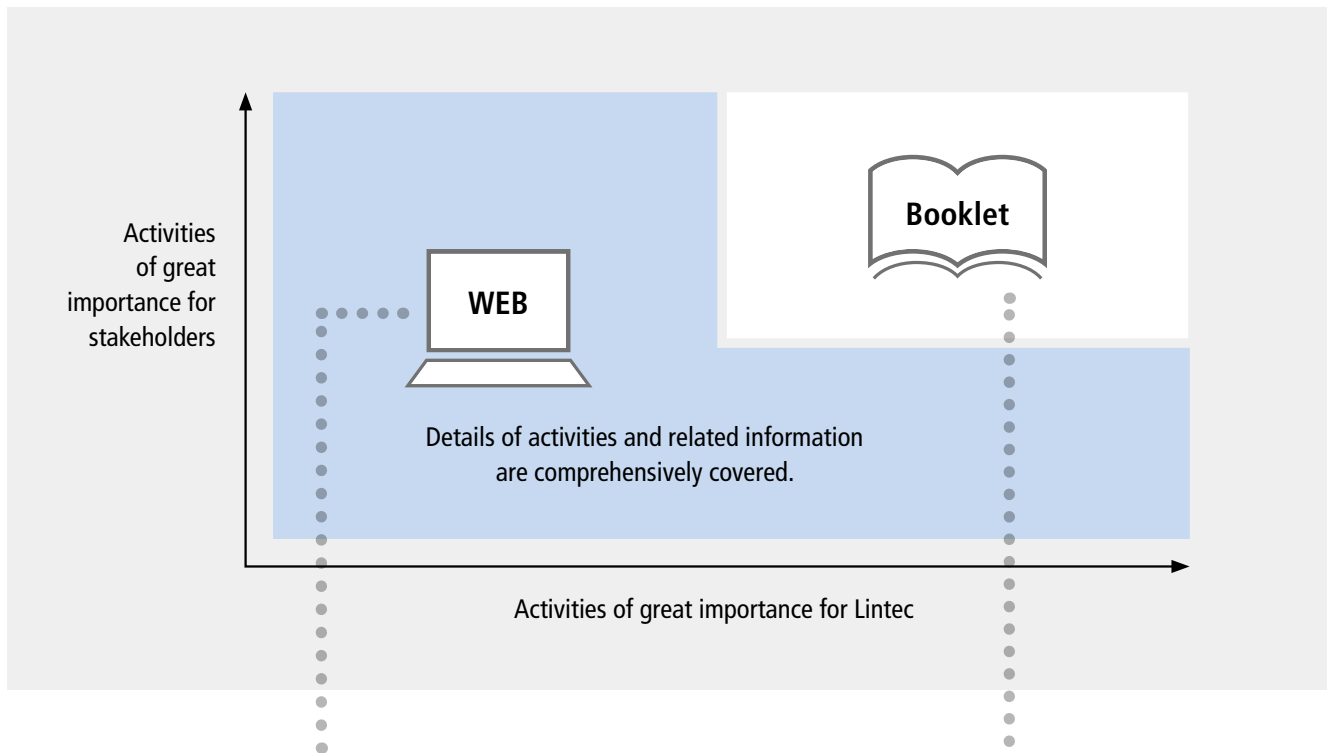 Activities
of great
importance for
stakeholders
Booklet
WEB
Details of activities and related information
are comprehensively covered.
Activities of great importance for Lintec